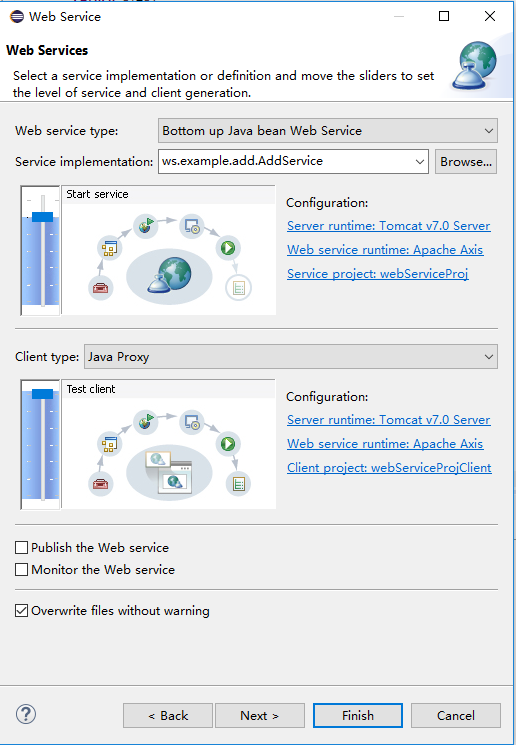 Web Service
Web Services
Select a service implementation or definition and move the sliders to set
the level of service and client generation.
Web service type: Bottom up Java bean Web Service
Service implementation: ws.example.add.AddService Browse...
Start service
Configuration:
Server runtime: Tomcat v7.0 Server
Web service runtime: Apache Axis
Service project: webServiceProj
Client type: Java Proxy
Test client
Configuration:
Server runtime: Tomcat v7.0 Server
Web service runtime: Apache Axis
Client project: webServiceProjClient
Publish the Web service
Monitor the Web service
Overwrite files without warning
? < Back Next > Finish Cancel